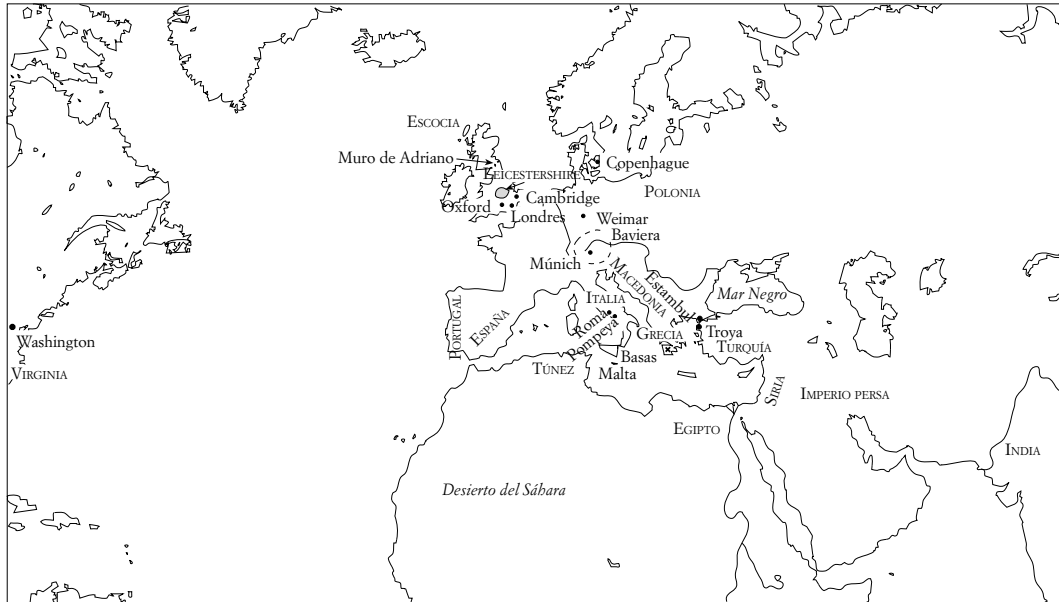 ESCOCIA
Muro de Adriano
Copenhague
LEICESTERSHIRE
POLONIA
Cambridge
Oxford
Londres
Weimar
Baviera
Múnich
MACEDONIA
Estambul
Mar Negro
ITALIA
PORTUGAL
ESPAÑA
Roma
Pompeya
GRECIA
Troya
Washington
TURQUÍA
Basas
TÚNEZ
Malta
VIRGINIA
SIRIA
IMPERIO PERSA
EGIPTO
INDIA
Desierto del Sáhara